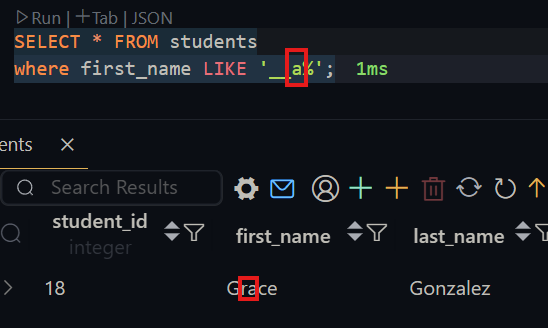 Run | Tab | JSON
SELECT * FROM students
where first_name LIKE '__a%'; 1ms
ents
Search Results
student_id
integer
first_name
last_name
18
Grace
Gonzalez